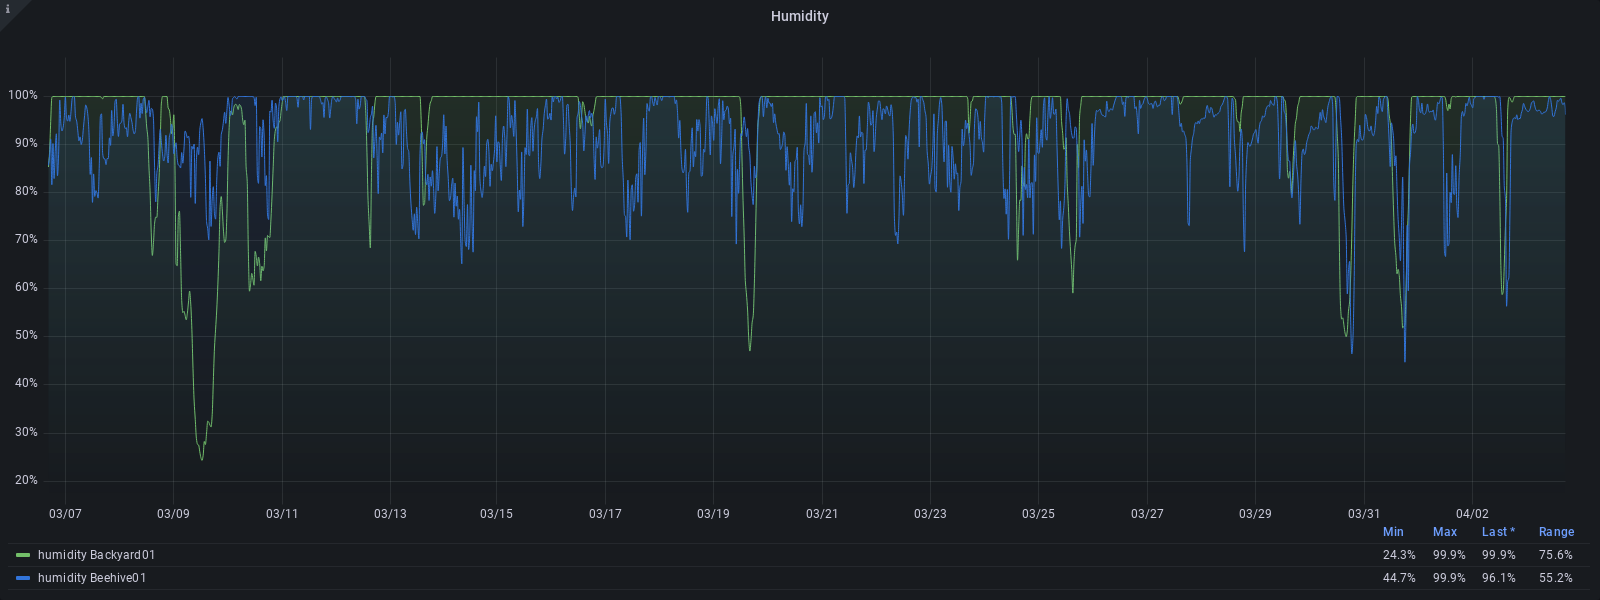 i
Humidity
100%
90%
80%
70%
60%
50%
40%
30%
20%
03/07 03/09 03/11 03/13 03/15 03/17 03/19 03/21 03/23 03/25 03/27 03/29 03/31 04/02
Min Max Last * Range
humidity Backyard01 24.3% 99.9% 99.9% 75.6%
humidity Beehive01 44.7% 99.9% 96.1% 55.2%